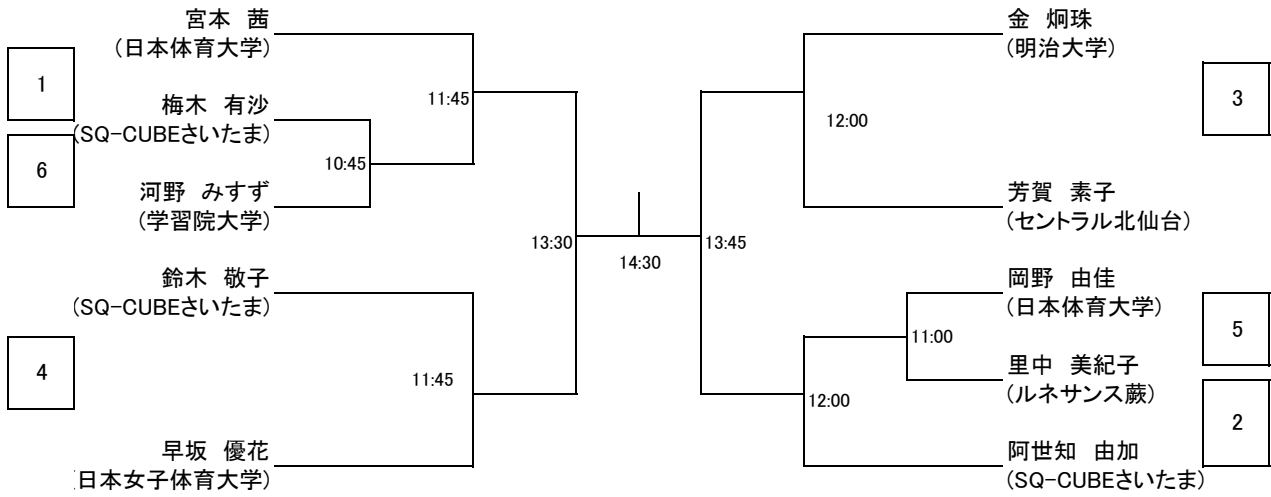 宮本　茜
(日本体育大学)
1
梅木　有沙
(SQ-CUBEさいたま)
6
河野　みすず
(学習院大学)
鈴木　敬子
(SQ-CUBEさいたま)
4
早坂　優花
日本女子体育大学)
11:45
10:45
13:30
11:45
14:30
金　炯珠
(明治大学)
3
12:00
芳賀　素子
(セントラル北仙台)
13:45
岡野　由佳
(日本体育大学)
5
11:00
里中　美紀子
(ルネサンス蕨)
2
12:00
阿世知　由加
(SQ-CUBEさいたま)